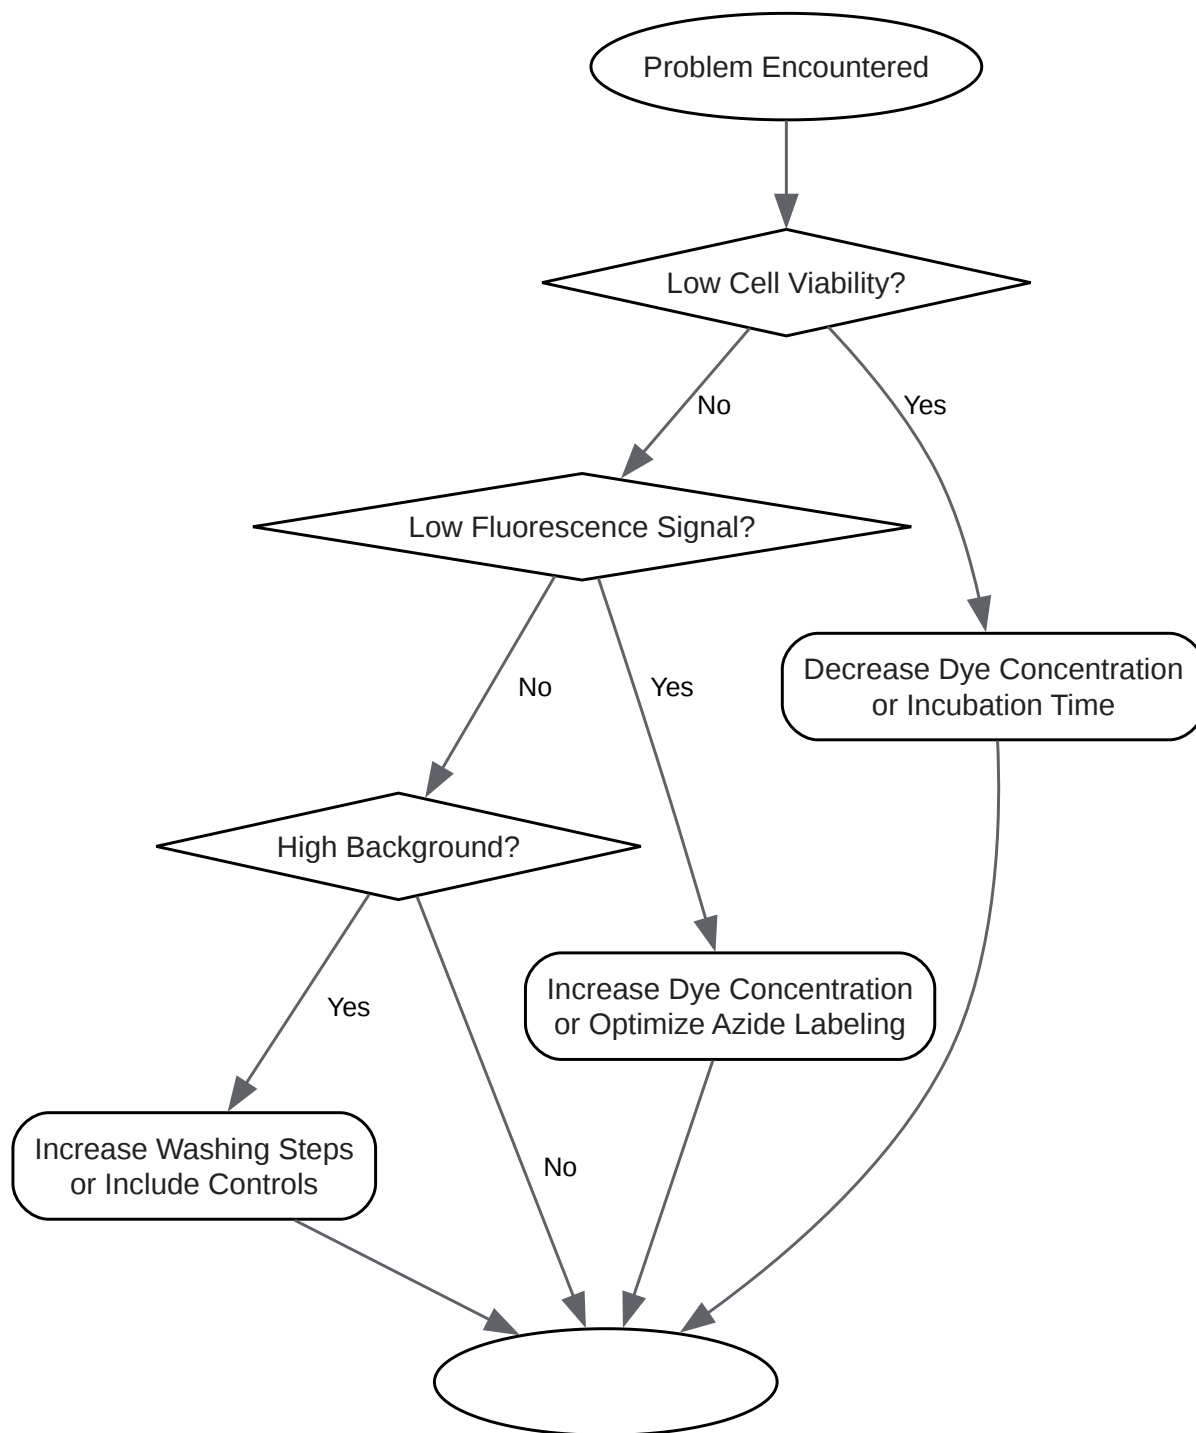 Problem Encountered
Low Cell Viability?
No
Yes
Low Fluorescence Signal?
Decrease Dye Concentration
or Incubation Time
No
Yes
High Background?
Increase Dye Concentration
or Optimize Azide Labeling
Yes
Increase Washing Steps
or Include Controls
No